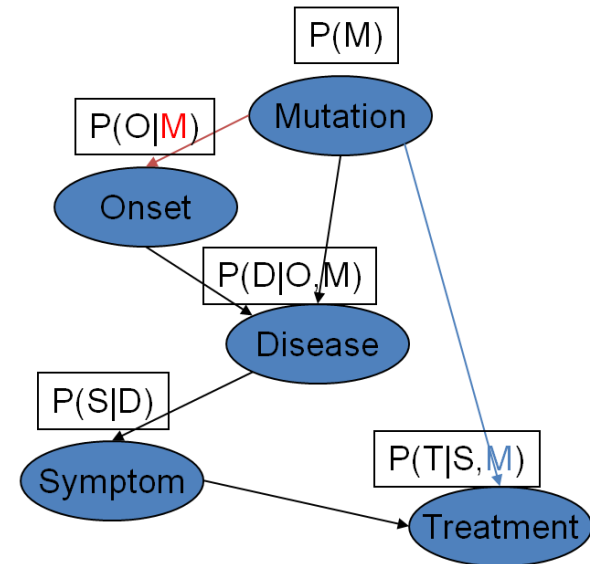 P(M)
Mutation
P(O|M)
Onset
P(D|O,M)
Disease
P(S|D)
Symptom
P(T|S,M)
Treatment